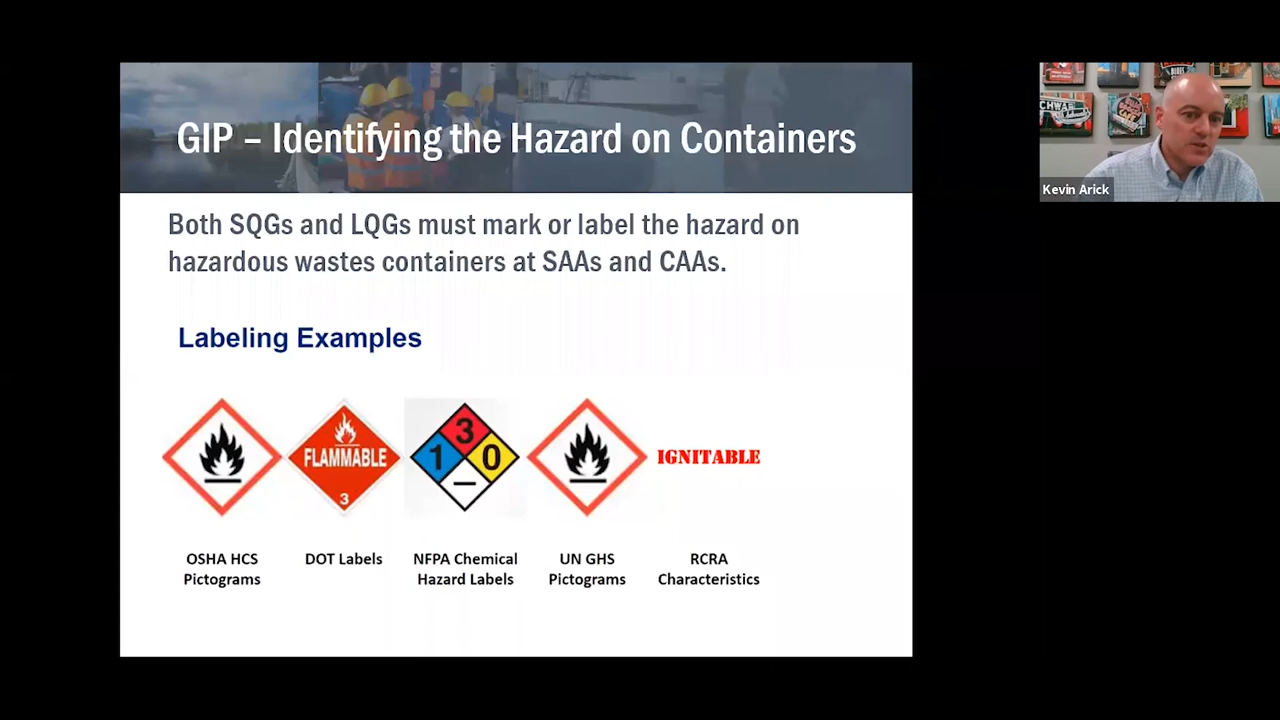 GIP – Identifying the Hazard on Containers
Both SQGs and LQGs must mark or label the hazard on
hazardous wastes containers at SAAs and CAAs.
Labeling Examples
FLAMMABLE
3
3
1
0
IGNITABLE
OSHA HCS
Pictograms
DOT Labels
NFPA Chemical
Hazard Labels
UN GHS
Pictograms
RCRA
Characteristics
BLUES
CAFE
Kevin Arick